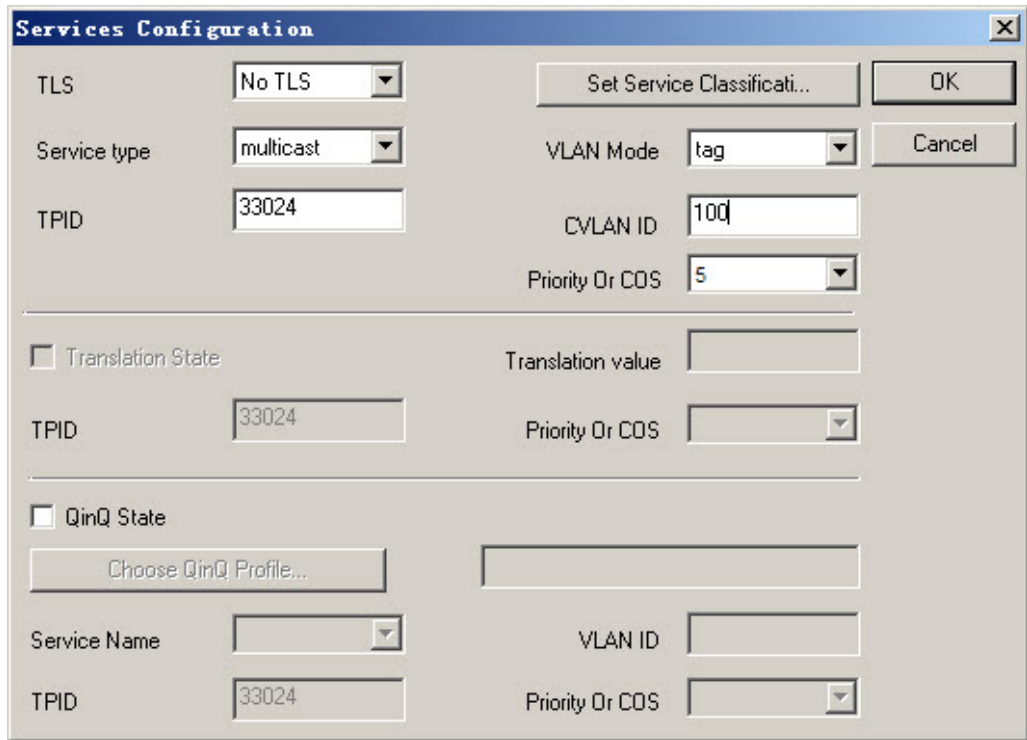 Services Configuration
TLS No TLS Set Service Classificati... OK
Service type multicast VLAN Mode tag Cancel
TPID 33024 CVLAN ID 100
Priority Or COS 5
Translation State Translation value
TPID 33024 Priority Or COS
QinQ State
Choose QinQ Profile...
Service Name VLAN ID
TPID 33024 Priority Or COS